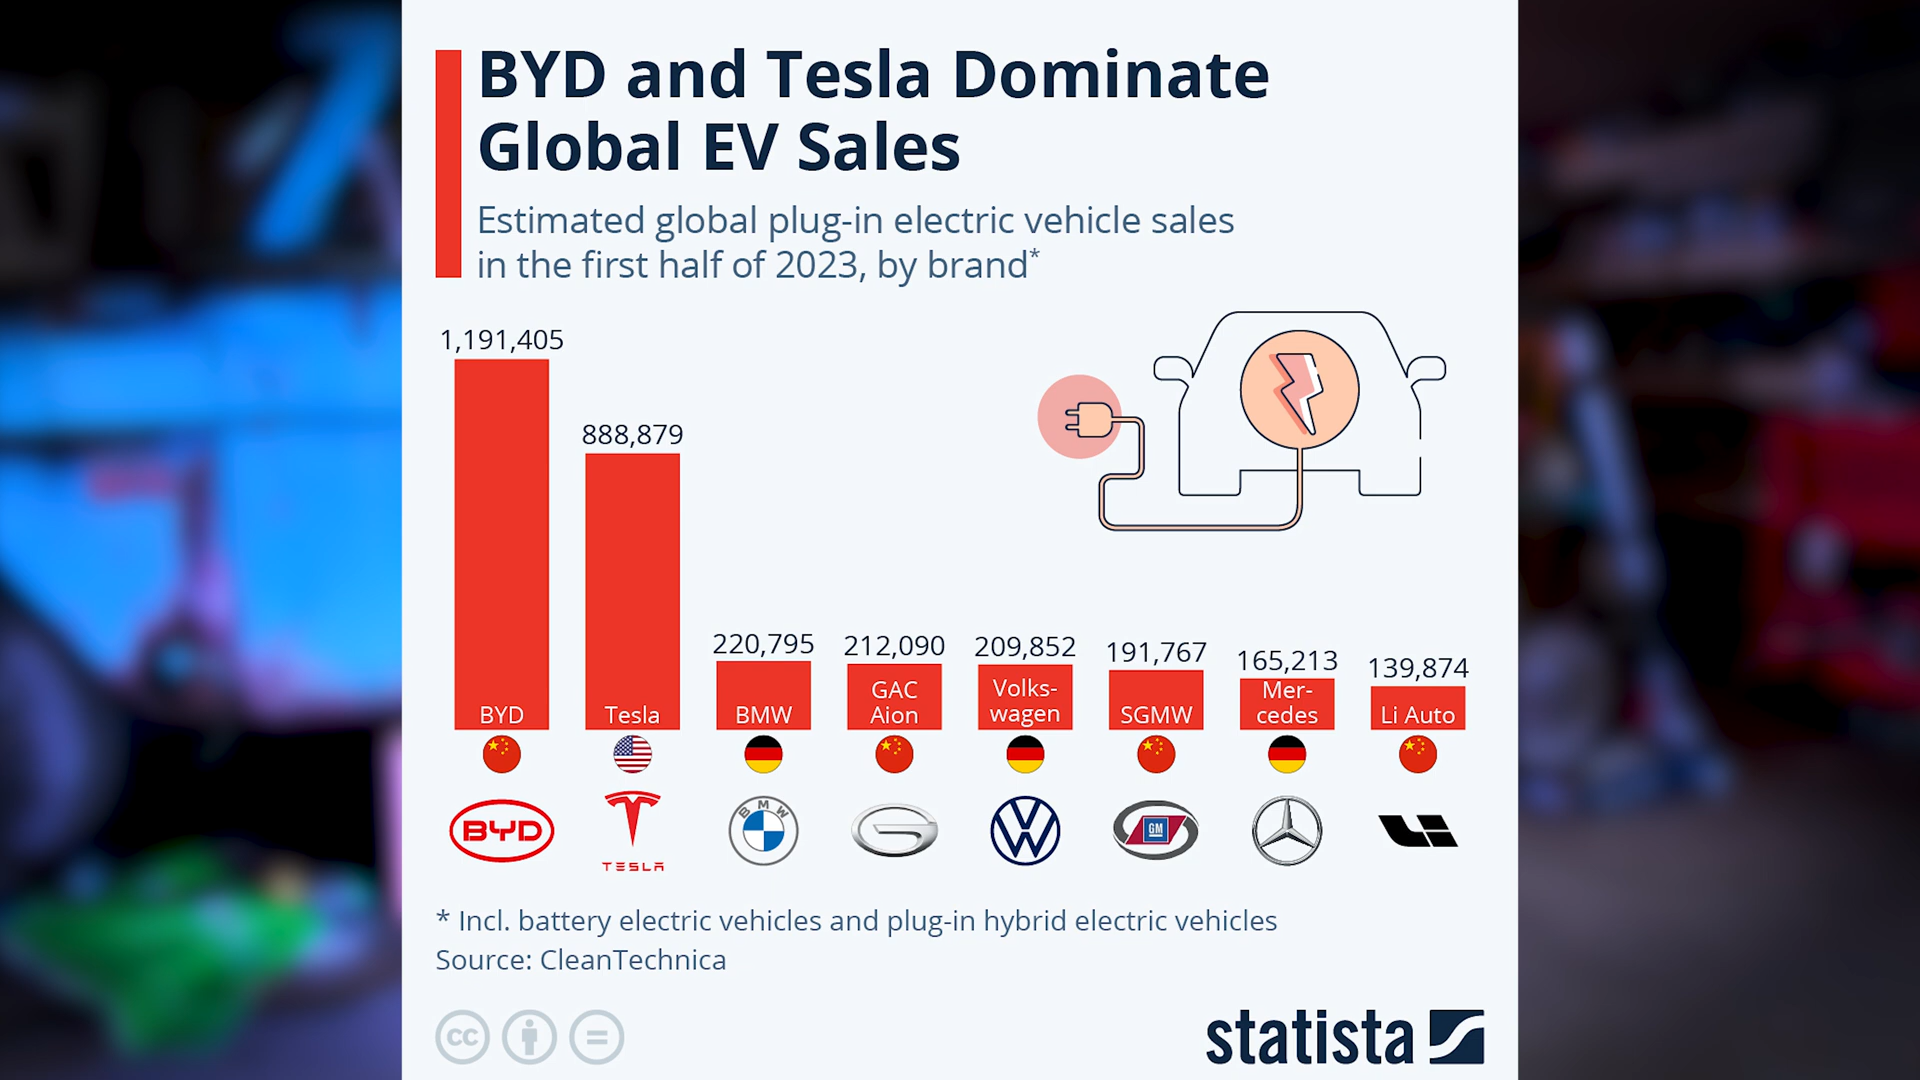 BYD and Tesla Dominate
Global EV Sales
Estimated global plug-in electric vehicle sales
in the first half of 2023, by brand*
1,191,405
888,879
220,795
212,090
209,852
191,767
165,213
139,874
BYD
Tesla
BMW
GAC
Aion
Volks-
wagen
SGMW
Mer-
cedes
Li Auto
BYD
TESLA
BMW
GM
* Incl. battery electric vehicles and plug-in hybrid electric vehicles
Source: CleanTechnica
cc
statista